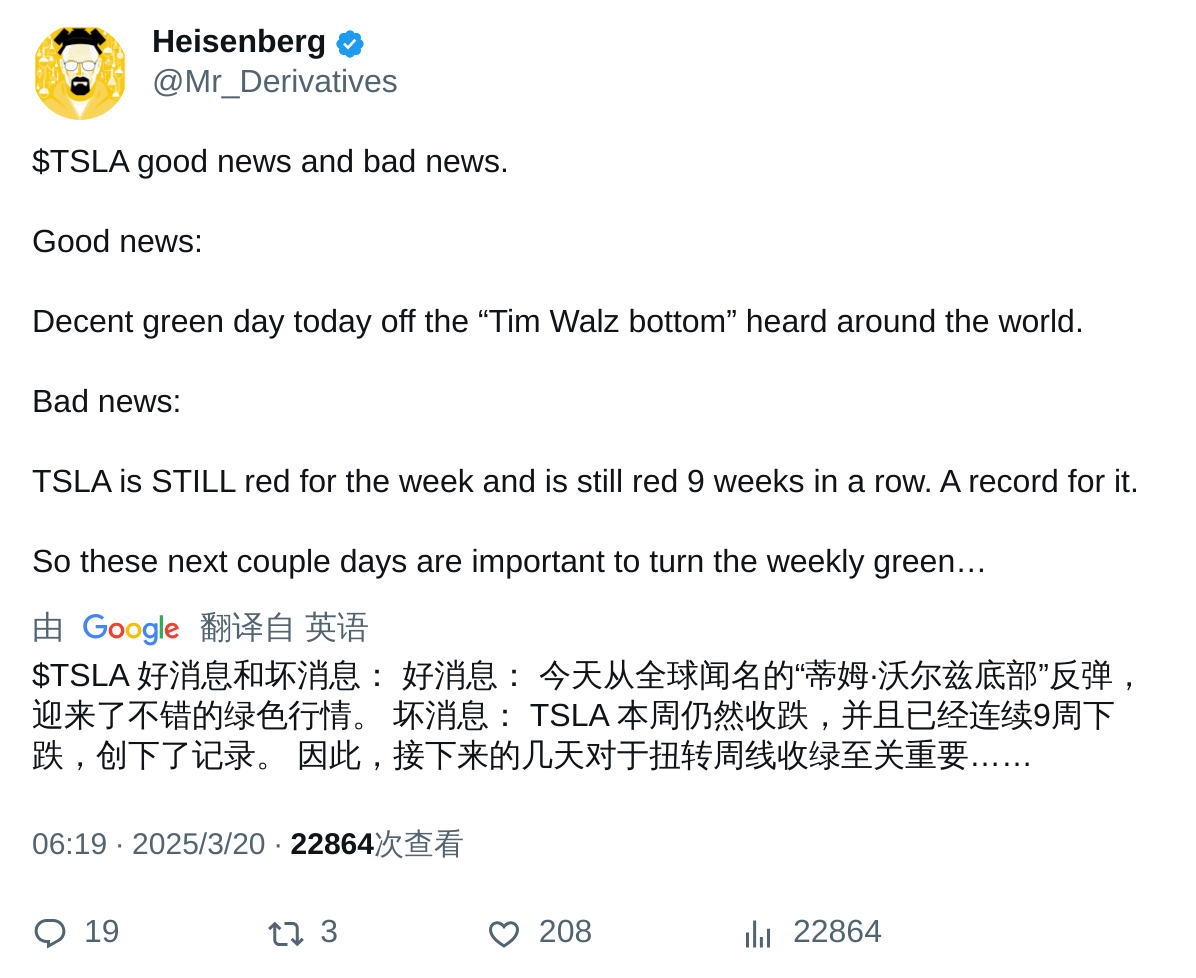 Heisenberg
@Mr_Derivatives
$TSLA good news and bad news.
Good news:
Decent green day today off the “Tim Walz bottom” heard around the world.
Bad news:
TSLA is STILL red for the week and is still red 9 weeks in a row. A record for it.
So these next couple days are important to turn the weekly green…
由 Google 翻译自 英语
$TSLA 好消息和坏消息： 好消息： 今天从全球闻名的“蒂姆·沃尔兹底部”反弹，
迎来了不错的绿色行情。 坏消息： TSLA 本周仍然收跌，并且已经连续9周下
跌，创下了记录。 因此，接下来的几天对于扭转周线收绿至关重要……
06:19 · 2025/3/20 · 22864次查看
19 3 208 22864